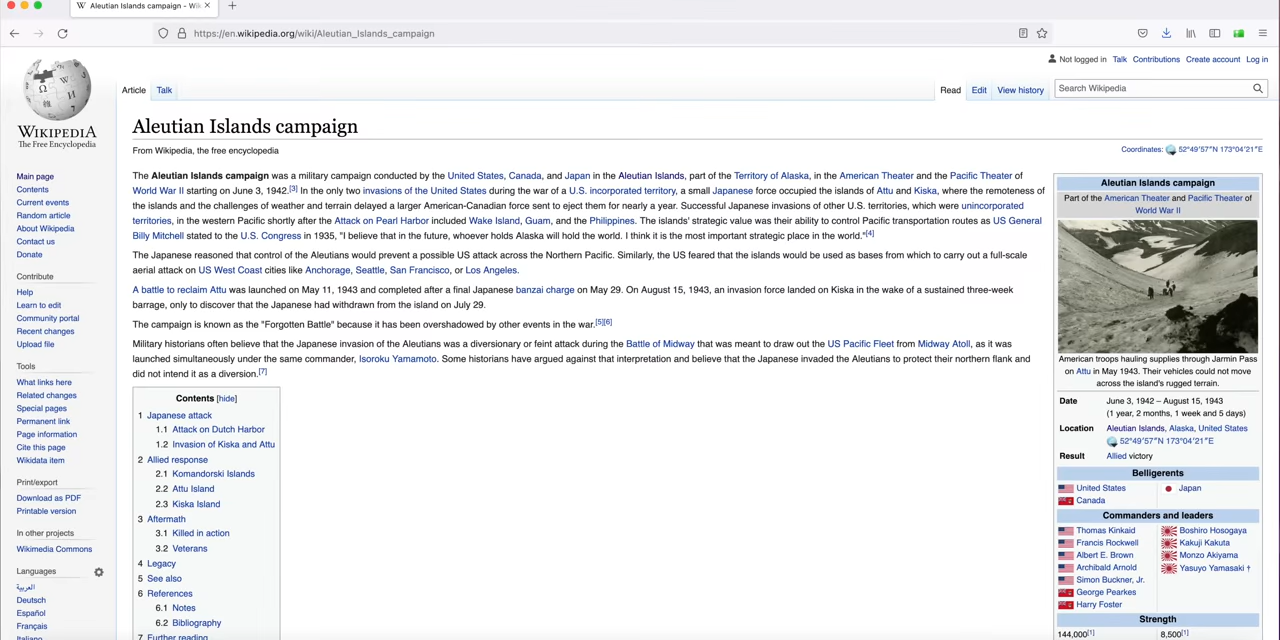 Aleutian Islands campaign - Wik
https://en.wikipedia.org/wiki/Aleutian_Islands_campaign
Not logged in Talk Contributions Create account Log in
Article Talk Read Edit View history Search Wikipedia
WIKIPEDIA
The Free Encyclopedia
Main page
Contents
Current events
Random article
About Wikipedia
Contact us
Donate
Contribute
Help
Learn to edit
Community portal
Recent changes
Upload file
Tools
What links here
Related changes
Special pages
Permanent link
Page information
Cite this page
Wikidata item
Print/export
Download as PDF
Printable version
In other projects
Wikimedia Commons
Languages
العربية
Deutsch
Español
Français
Italiano
Aleutian Islands campaign
From Wikipedia, the free encyclopedia
Coordinates: 52°49′57″N 173°04′21″E
The Aleutian Islands campaign was a military campaign conducted by the United States, Canada, and Japan in the Aleutian Islands, part of the Territory of Alaska, in the American Theater and the Pacific Theater of
World War II starting on June 3, 1942.[3] In the only two invasions of the United States during the war of a U.S. incorporated territory, a small Japanese force occupied the islands of Attu and Kiska, where the remoteness of
the islands and the challenges of weather and terrain delayed a larger American-Canadian force sent to eject them for nearly a year. Successful Japanese invasions of other U.S. territories, which were unincorporated
territories, in the western Pacific shortly after the Attack on Pearl Harbor included Wake Island, Guam, and the Philippines. The islands' strategic value was their ability to control Pacific transportation routes as US General
Billy Mitchell stated to the U.S. Congress in 1935, "I believe that in the future, whoever holds Alaska will hold the world. I think it is the most important strategic place in the world."[4]
The Japanese reasoned that control of the Aleutians would prevent a possible US attack across the Northern Pacific. Similarly, the US feared that the islands would be used as bases from which to carry out a full-scale
aerial attack on US West Coast cities like Anchorage, Seattle, San Francisco, or Los Angeles.
A battle to reclaim Attu was launched on May 11, 1943 and completed after a final Japanese banzai charge on May 29. On August 15, 1943, an invasion force landed on Kiska in the wake of a sustained three-week
barrage, only to discover that the Japanese had withdrawn from the island on July 29.
The campaign is known as the "Forgotten Battle" because it has been overshadowed by other events in the war.[5][6]
Military historians often believe that the Japanese invasion of the Aleutians was a diversionary or feint attack during the Battle of Midway that was meant to draw out the US Pacific Fleet from Midway Atoll, as it was
launched simultaneously under the same commander, Isoroku Yamamoto. Some historians have argued against that interpretation and believe that the Japanese invaded the Aleutians to protect their northern flank and
did not intend it as a diversion.[7]
Contents [hide]
1 Japanese attack
1.1 Attack on Dutch Harbor
1.2 Invasion of Kiska and Attu
2 Allied response
2.1 Komandorski Islands
2.2 Attu Island
2.3 Kiska Island
3 Aftermath
3.1 Killed in action
3.2 Veterans
4 Legacy
5 See also
6 References
6.1 Notes
6.2 Bibliography
7 Further reading
Aleutian Islands campaign
Part of the American Theater and Pacific Theater of
World War II
American troops hauling supplies through Jarmin Pass
on Attu in May 1943. Their vehicles could not move
across the island's rugged terrain.
Date June 3, 1942 – August 15, 1943
(1 year, 2 months, 1 week and 5 days)
Location Aleutian Islands, Alaska, United States
52°49′57″N 173°04′21″E
Result Allied victory
Belligerents
United States Japan
Canada
Commanders and leaders
Thomas Kinkaid Boshiro Hosogaya
Francis Rockwell Kakuji Kakuta
Albert E. Brown Monzo Akiyama
Archibald Arnold Yasuyo Yamasaki †
Simon Buckner, Jr.
George Pearkes
Harry Foster
Strength
144,000[1] 8,500[1]